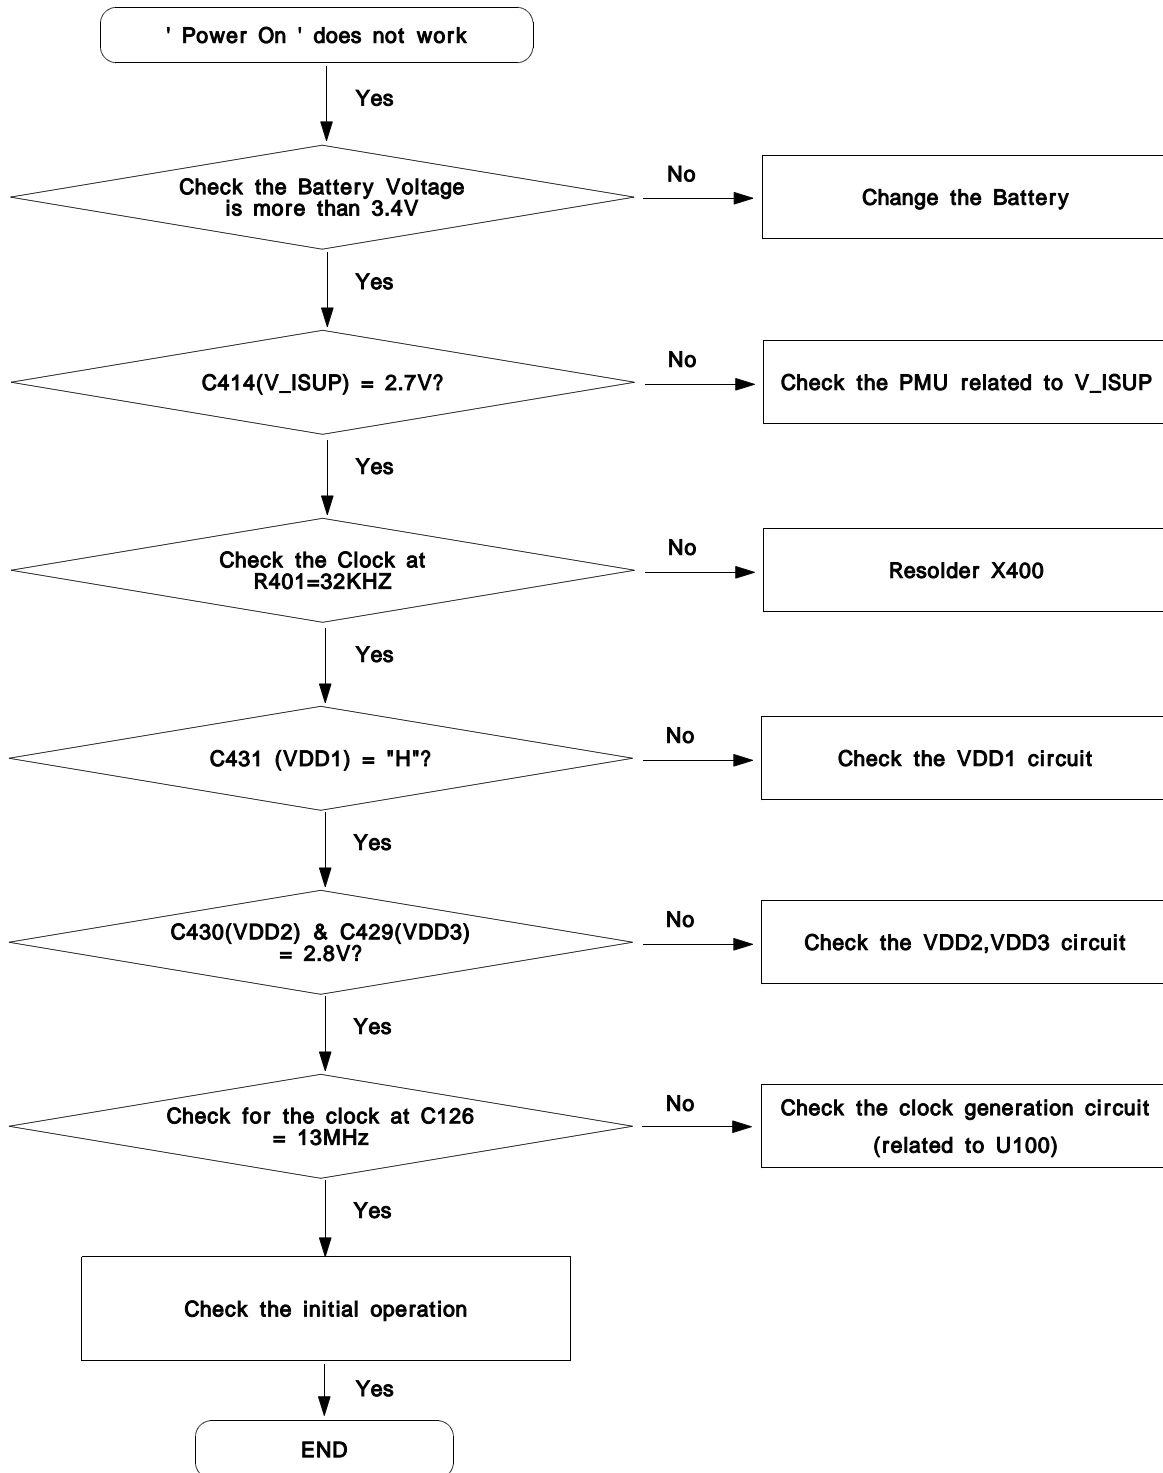 ' Power On ' does not work
Yes
Check the Battery Voltage
is more than 3.4V
No
Change the Battery
Yes
C414(V_ISUP) = 2.7V?
No
Check the PMU related to V_ISUP
Yes
Check the Clock at
R401=32KHZ
No
Resolder X400
Yes
C431 (VDD1) = "H"?
No
Check the VDD1 circuit
Yes
C430(VDD2) & C429(VDD3)
= 2.8V?
No
Check the VDD2,VDD3 circuit
Yes
Check for the clock at C126
= 13MHz
No
Check the clock generation circuit
(related to U100)
Yes
Check the initial operation
Yes
END